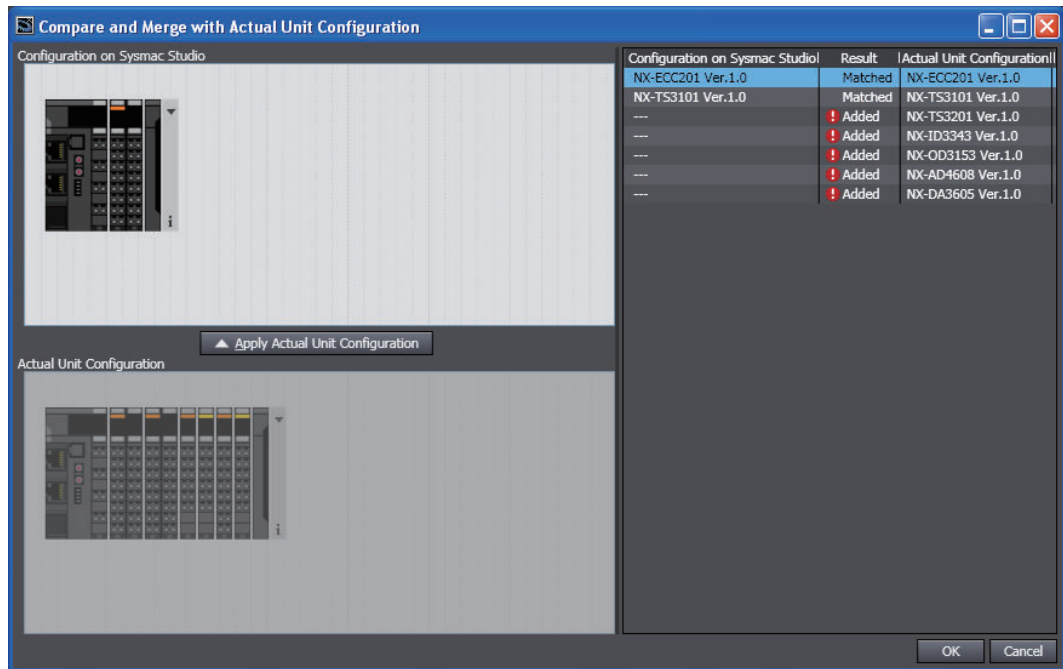 Compare and Merge with Actual Unit Configuration
Configuration on Sysmac Studio
Apply Actual Unit Configuration
Actual Unit Configuration
Configuration on Sysmac Studio Result Actual Unit Configuration
NX-ECC201 Ver.1.0 Matched NX-ECC201 Ver.1.0
NX-TS3101 Ver.1.0 Matched NX-TS3101 Ver.1.0
--- Added NX-TS3201 Ver.1.0
--- Added NX-ID3343 Ver.1.0
--- Added NX-OD3153 Ver.1.0
--- Added NX-AD4608 Ver.1.0
--- Added NX-DA3605 Ver.1.0
OK Cancel